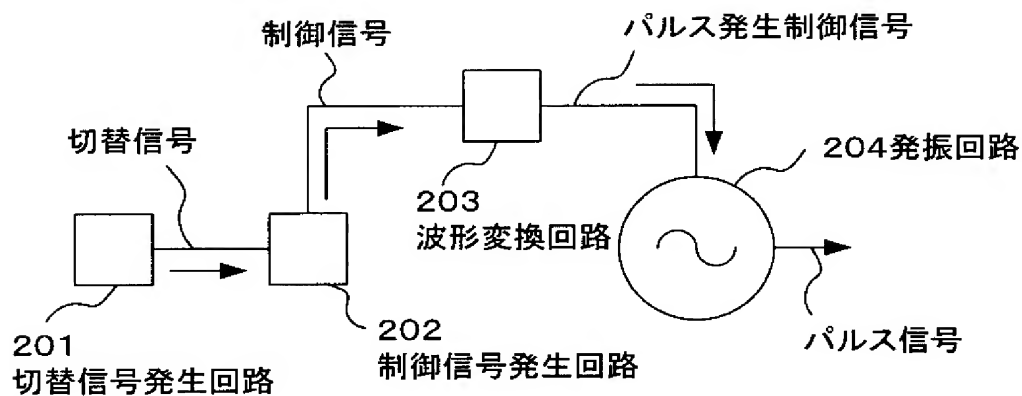 制御信号
パルス発生制御信号
切替信号
204発振回路
203
波形変換回路
201
切替信号発生回路
202
制御信号発生回路
パルス信号